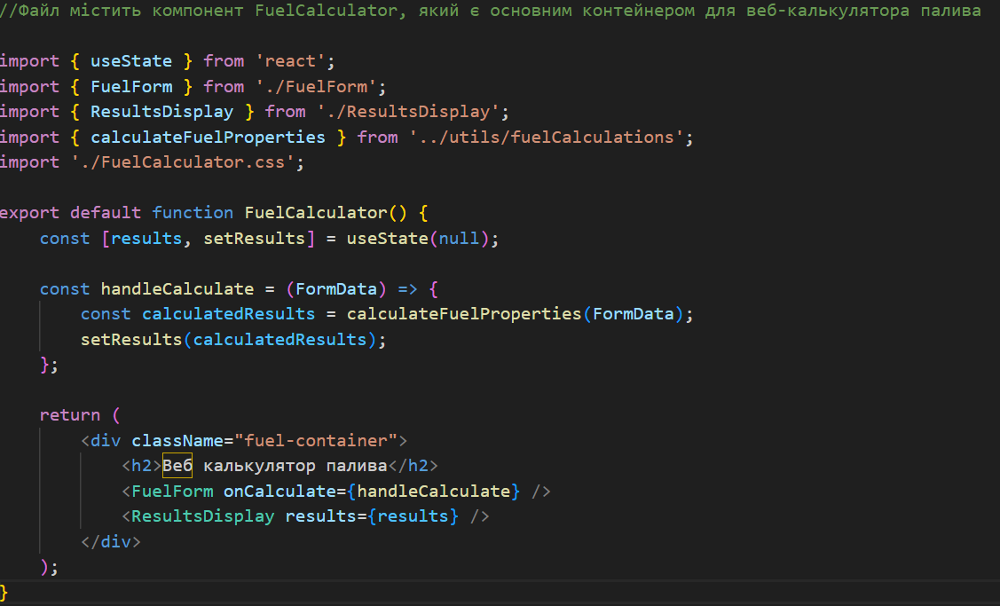 //Файл містить компонент FuelCalculator, який є основним контейнером для веб-калькулятора палива
import { useState } from 'react';
import { FuelForm } from './FuelForm';
import { ResultsDisplay } from './ResultsDisplay';
import { calculateFuelProperties } from '../utils/fuelCalculations';
import './FuelCalculator.css';
export default function FuelCalculator() {
    const [results, setResults] = useState(null);
    const handleCalculate = (FormData) => {
        const calculatedResults = calculateFuelProperties(FormData);
        setResults(calculatedResults);
    };
    return (
        <div className="fuel-container">
            <h2>Веб калькулятор палива</h2>
            <FuelForm onCalculate={handleCalculate} />
            <ResultsDisplay results={results} />
        </div>
    );
}